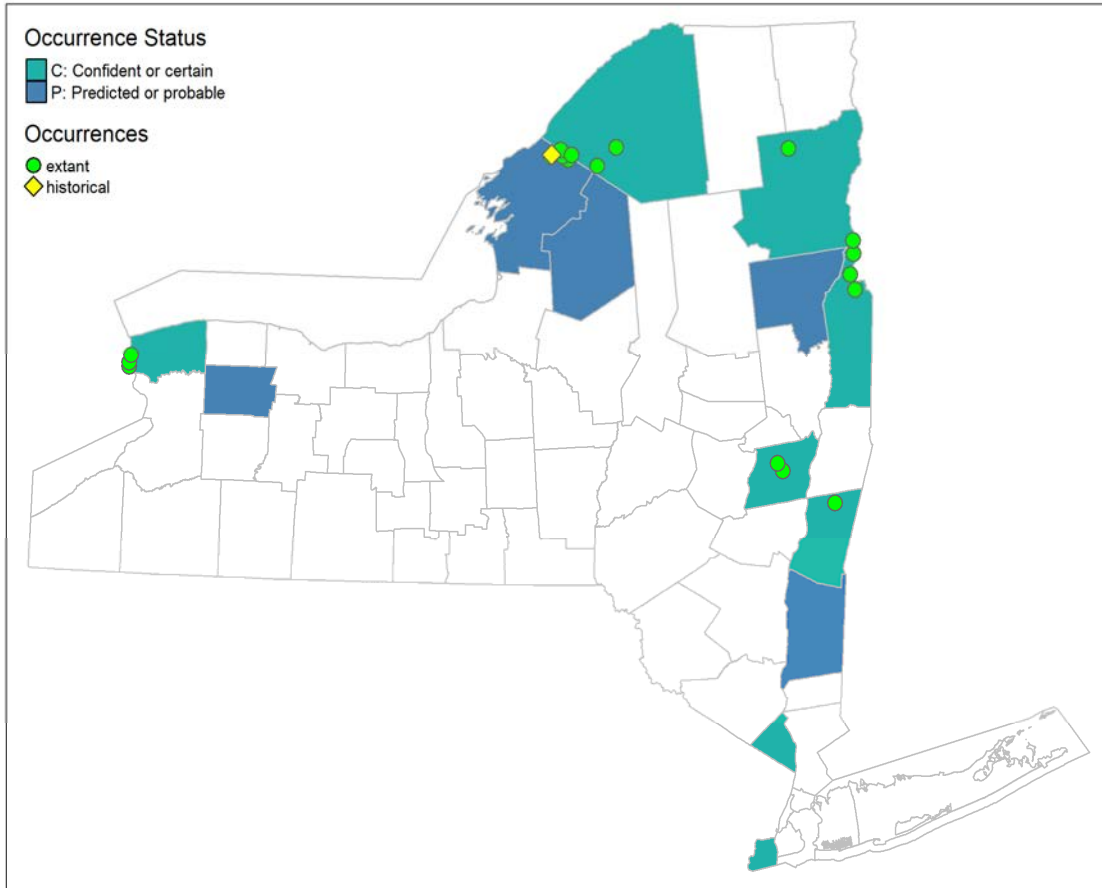 Occurrence Status
C: Confident or certain
P: Predicted or probable
Occurrences
extant
historical